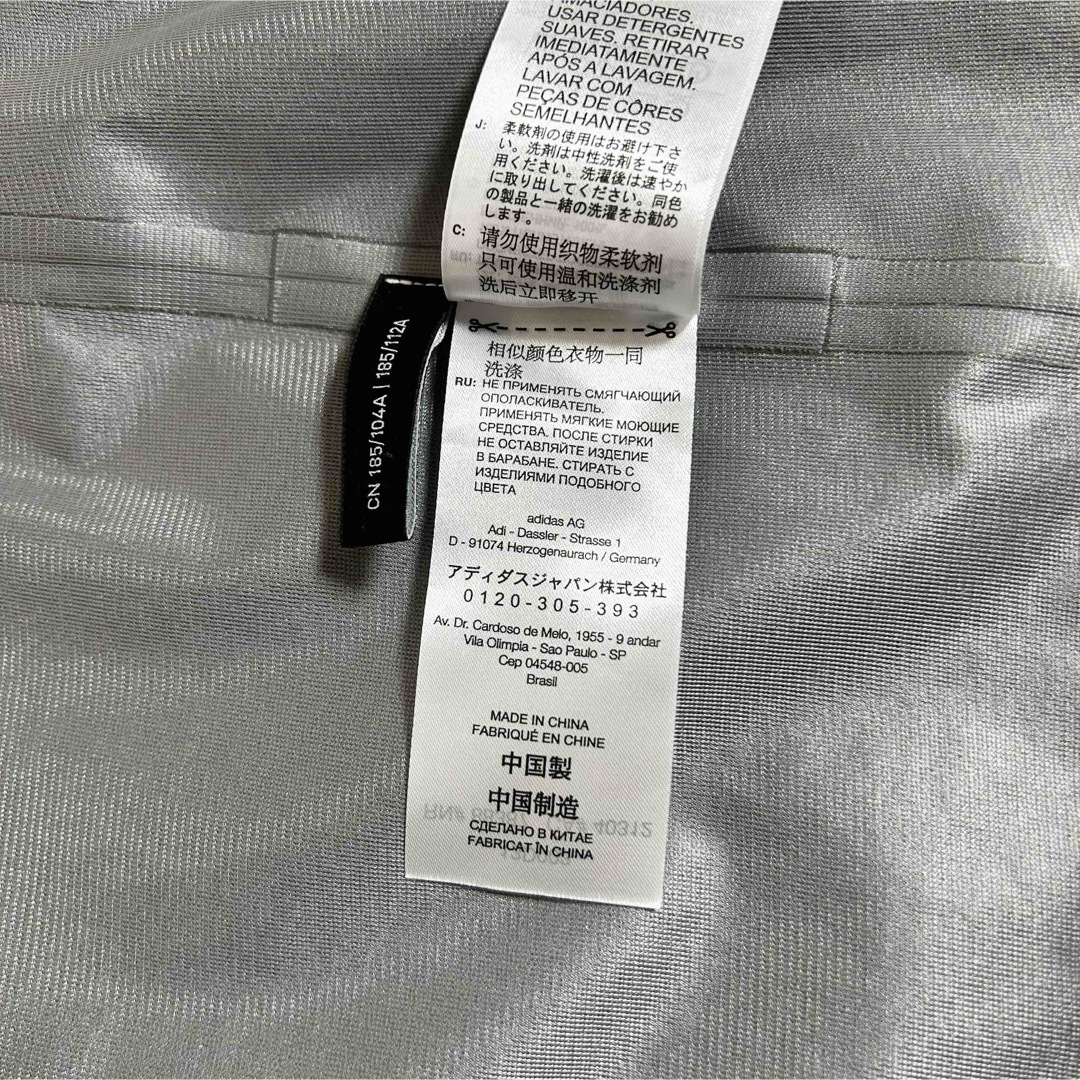 MACIADORES.
USAR DETERGENTES
SUAVES. RETIRAR
IMEDIATAMENTE
APÓS A LAVAGEM.
LAVAR COM
PEÇAS DE CÔRES
SEMELHANTES
J: 柔軟剤の使用はお避け下さ
い。洗剤は中性洗剤をご使
用ください。洗濯後は速やか
に取り出してください。同色
の製品と一緒の洗濯をお勧め
します。
C: 请勿使用织物柔软剂
只可使用温和洗涤剂
洗后立即移开
相似颜色衣物一同
洗涤
RU: НЕ ПРИМЕНЯТЬ СМЯГЧАЮЩИЙ
ОПОЛАСКИВАТЕЛЬ.
ПРИМЕНЯТЬ МЯГКИЕ МОЮЩИЕ
СРЕДСТВА. ПОСЛЕ СТИРКИ
НЕ ОСТАВЛЯЙТЕ ИЗДЕЛИЕ
В БАРАБАНЕ. СТИРАТЬ С
ИЗДЕЛИЯМИ ПОДОБНОГО
ЦВЕТА
adidas AG
Adi - Dassler - Strasse 1
D - 91074 Herzogenaurach / Germany
アディダスジャパン株式会社
0120-305-393
Av. Dr. Cardoso de Melo, 1955 - 9 andar
Vila Olimpia - Sao Paulo - SP
Cep 04548-005
Brasil
MADE IN CHINA
FABRIQUÉ EN CHINE
中国製
中国制造
СДЕЛАНО В КИТАЕ
FABRICAT ÎN CHINA
CN 185/104A | 185/112A
RN# 40312